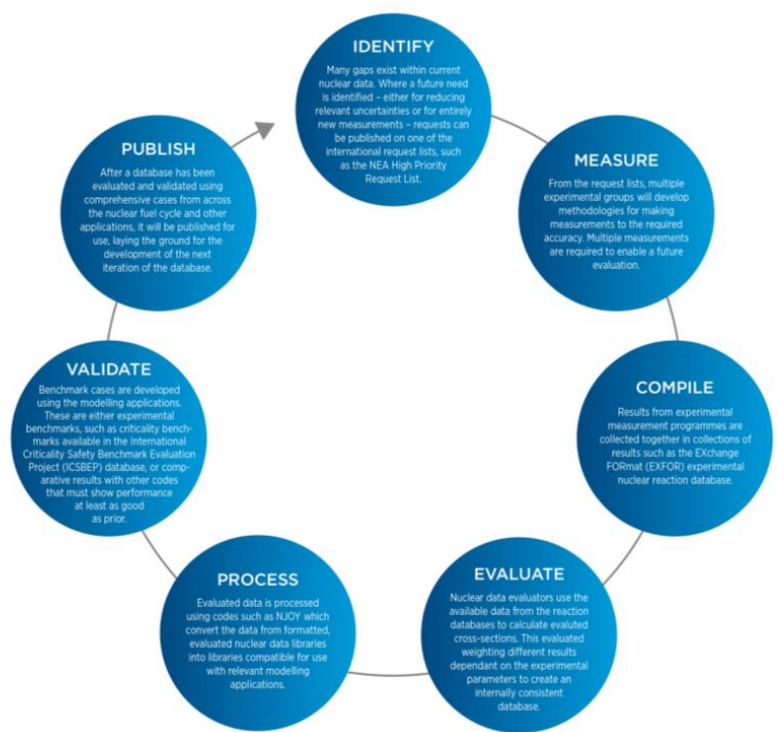 IDENTIFY
Many gaps exist within current
nuclear data. Where a future need
is identified – either for reducing
relevant uncertainties or for entirely
new measurements – requests can
be published on one of the
international request lists, such
as the NEA High Priority
Request List.
MEASURE
From the request lists, multiple
experimental groups will develop
methodologies for making
measurements to the required
accuracy. Multiple measurements
are required to enable a future
evaluation.
COMPILE
Results from experimental
measurement programmes are
collected together in collections of
results such as the EXchange
FORmat (EXFOR) experimental
nuclear reaction database.
EVALUATE
Nuclear data evaluators use the
available data from the reaction
databases to calculate evaluted
cross-sections. This evaluated
weighting different results
dependant on the experimental
parameters to create an
internally consistent
database.
PROCESS
Evaluated data is processed
using codes such as NJOY which
convert the data from formatted,
evaluated nuclear data libraries
into libraries compatible for use
with relevant modelling
applications.
VALIDATE
Benchmark cases are developed
using the modelling applications.
These are either experimental
benchmarks, such as criticality bench-
marks available in the International
Criticality Safety Benchmark Evaluation
Project (ICSBEP) database, or comp-
arative results with other codes
that must show performance
at least as good
as prior.
PUBLISH
After a database has been
evaluated and validated using
comprehensive cases from across
the nuclear fuel cycle and other
applications, it will be published for
use, laying the ground for the
development of the next
iteration of the database.